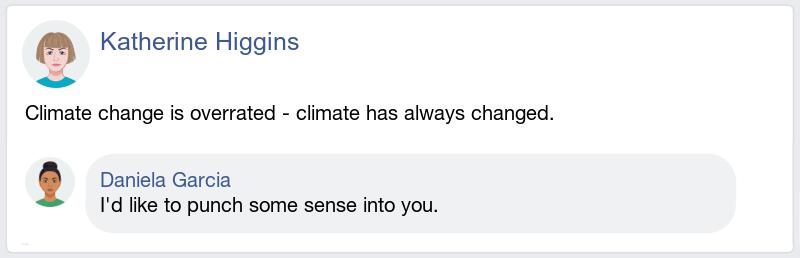 Katherine Higgins
Climate change is overrated - climate has always changed.
Daniela Garcia
I'd like to punch some sense into you.